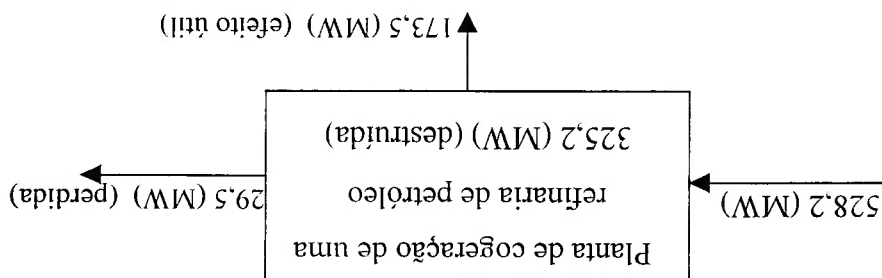 Planta de cogeração de uma
refinaria de petróleo
325,2 (MW) (destruída)
528,2 (MW)
29,5 (MW) (perdida)
173,5 (MW) (efeito útil)